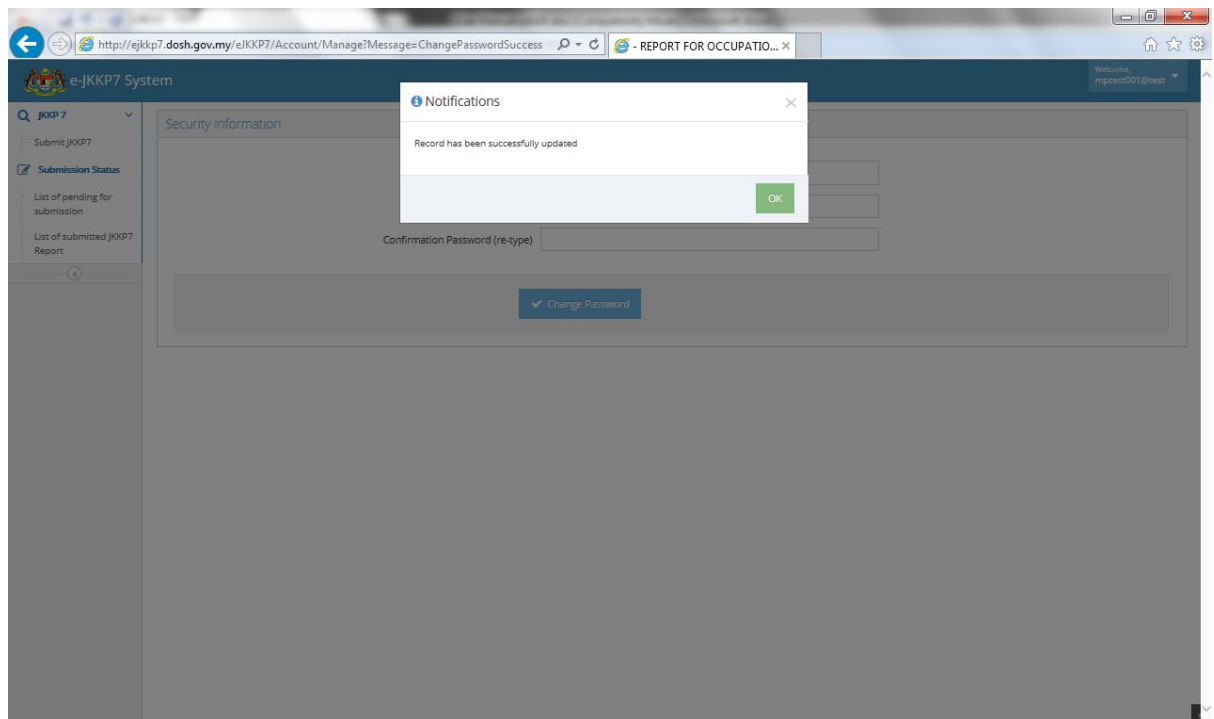 http://ejkkp7.dosh.gov.my/eJKKP7/Account/Manage?Message=ChangePasswordSuccess
- REPORT FOR OCCUPATIO...
e-JKKP7 System
Welcome,
mptest001@test
Notifications
JKKP 7
Security Information
Submit JKKP7
Record has been successfully updated
Submission Status
List of pending for
submission
OK
List of submitted JKKP7
Report
Confirmation Password (re-type)
Change Password